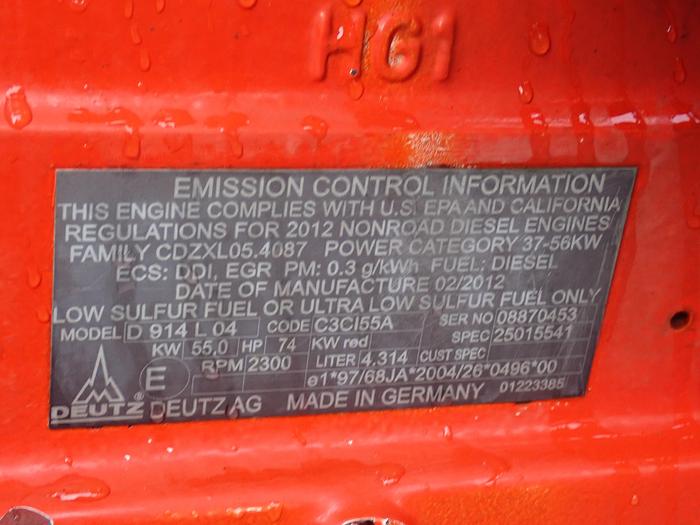 HG1
EMISSION CONTROL INFORMATION
THIS ENGINE COMPLIES WITH U.S. EPA AND CALIFORNIA
REGULATIONS FOR 2012 NONROAD DIESEL ENGINES
FAMILY CDZXL05.4087 POWER CATEGORY 37-56KW
ECS: DDI, EGR PM: 0.3 g/kWh FUEL: DIESEL
DATE OF MANUFACTURE 02/2012
LOW SULFUR FUEL OR ULTRA LOW SULFUR FUEL ONLY
MODEL D 914 L 04 CODE C3CI55A SER NO 08870453
KW 55,0 HP 74 KW red SPEC 25015541
RPM 2300 LITER 4,314 CUST SPEC
E e1*97/68JA*2004/26*0496*00
DEUTZ® DEUTZ AG MADE IN GERMANY 01223385